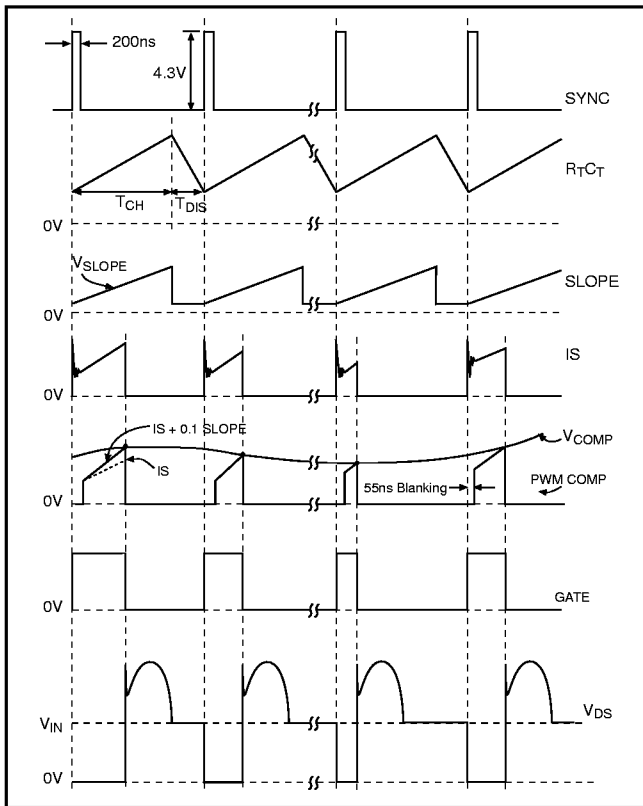 200ns
4.3V
SYNC
RTCT
TCH
TDIS
0V
VSLOPE
SLOPE
0V
IS
0V
IS + 0.1 SLOPE
VCOMP
IS
55ns Blanking
PWM COMP
0V
GATE
0V
VIN
VDS
0V